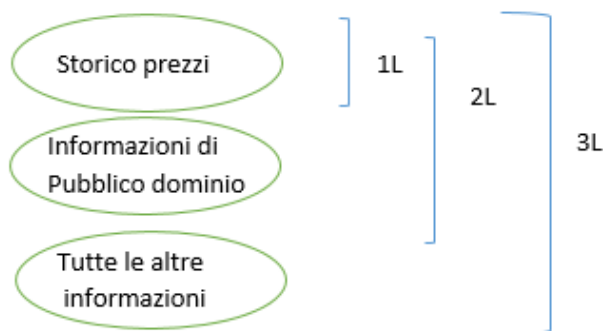 Storico prezzi
1L
2L
Informazioni di
Pubblico dominio
3L
Tutte le altre
informazioni